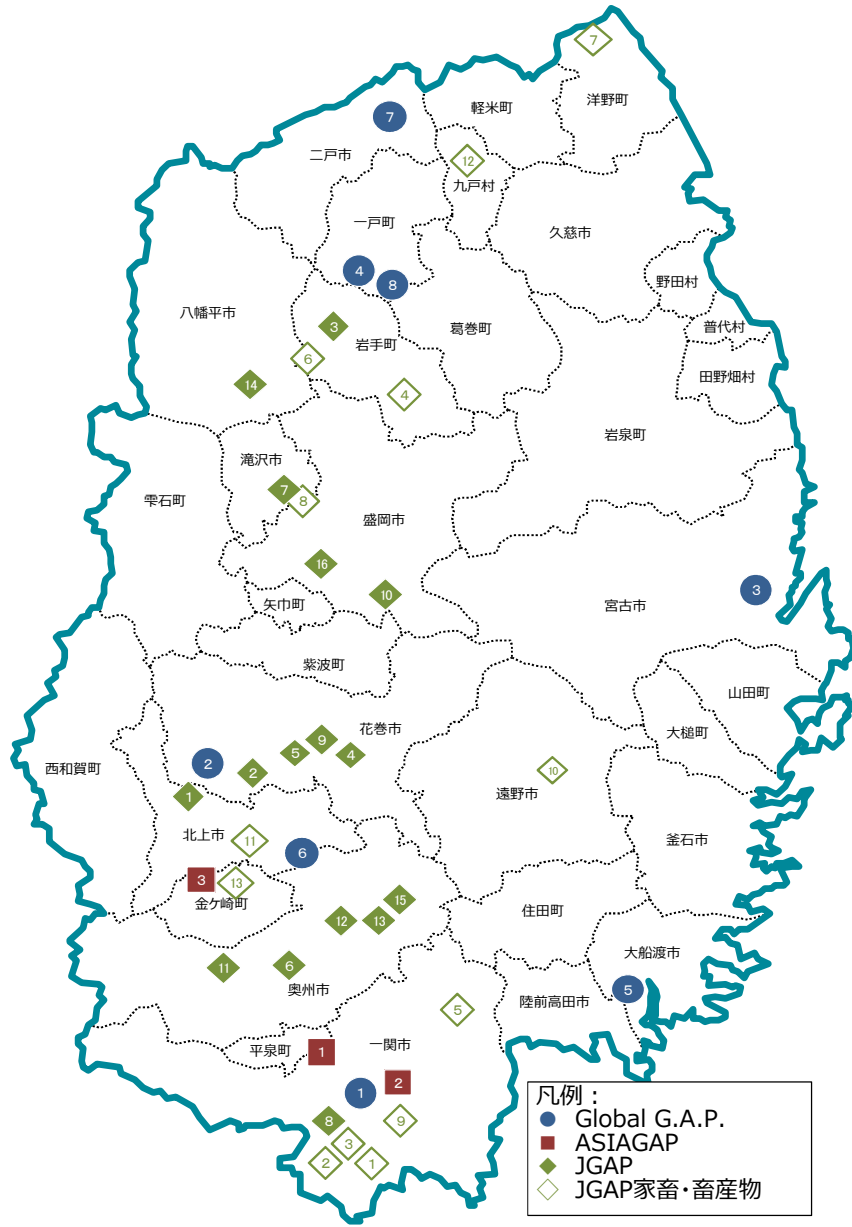 7
軽米町
洋野町
7
二戸市
12
九戸村
一戸町
久慈市
4
8
野田村
八幡平市
3
岩手町
葛巻町
普代村
6
田野畑村
14
4
岩泉町
滝沢市
7
8
雫石町
盛岡市
16
10
3
矢巾町
宮古市
紫波町
山田町
花巻市
大槌町
9
5
4
2
2
西和賀町
10
1
遠野市
北上市
11
釜石市
6
3
13
金ケ崎町
15
12
13
住田町
11
6
大船渡市
奥州市
5
陸前高田市
5
一関市
平泉町
1
2
1
8
9
3
2
1
凡例：
Global G.A.P.
ASIAGAP
JGAP
JGAP家畜・畜産物